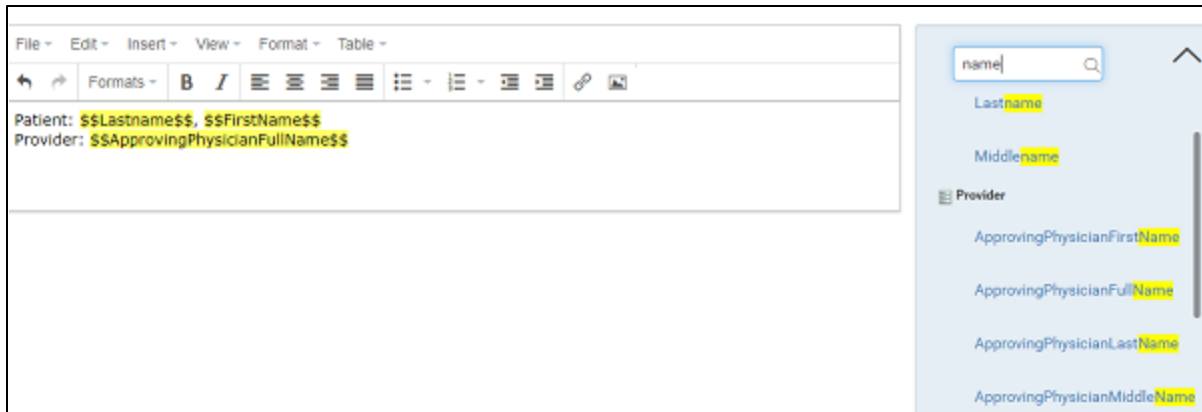 File Edit Insert View Format Table
Formats B I
Patient: $$Lastname$$, $$FirstName$$
Provider: $$ApprovingPhysicianFullName$$
name
Lastname
Middlename
Provider
ApprovingPhysicianFirstName
ApprovingPhysicianFullName
ApprovingPhysicianLastName
ApprovingPhysicianMiddleName